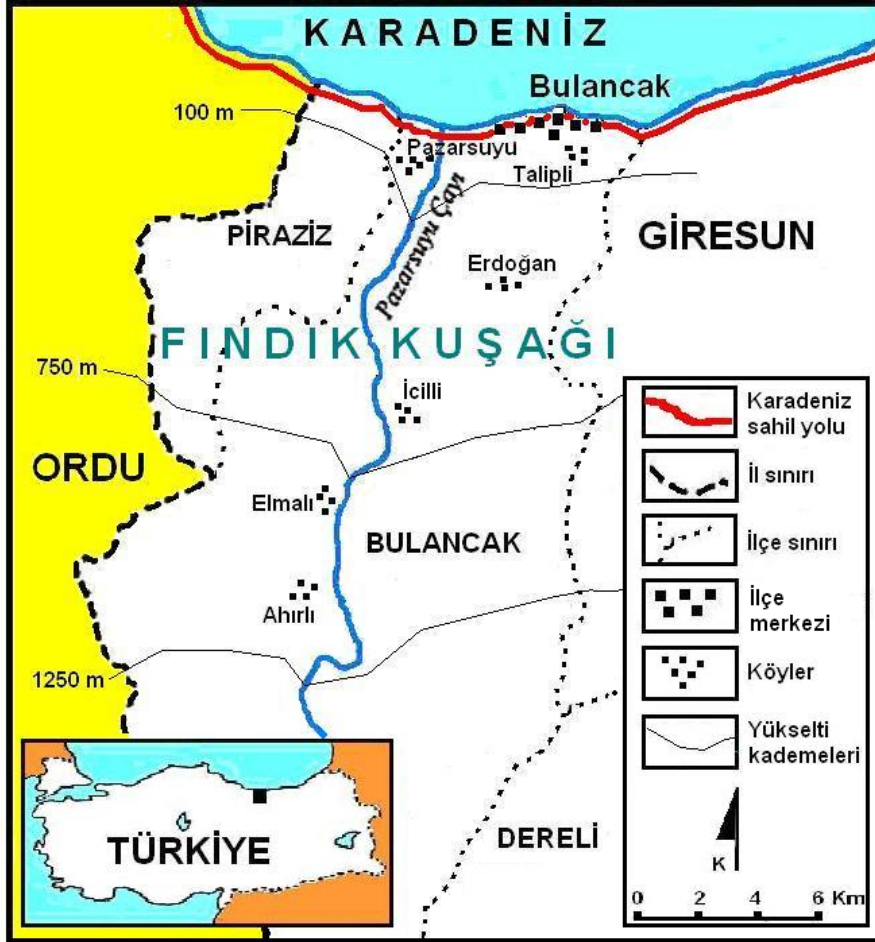 KARADENİZ
Bulancak
100 m
Pazarsuyu
Talipli
Pazarsuyu Çayı
PİRAZİZ
GİRESUN
Erdoğan
FINDIK KUŞAĞI
750 m
İcilli
ORDU
Elmalı
BULANCAK
Ahırlı
1250 m
DERELİ
TÜRKİYE
Karadeniz
sahil yolu
İl sınırı
İlçe sınırı
İlçe
merkezi
Köyler
Yükselti
kademeleri
K
0 2 4 6 Km